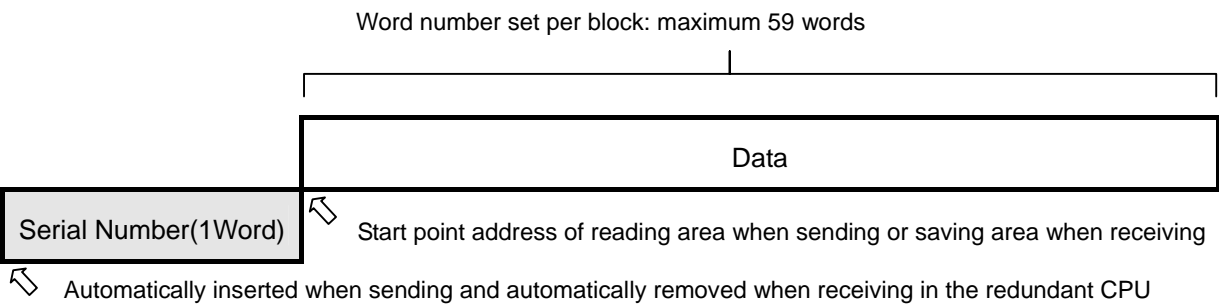 Word number set per block: maximum 59 words
Data
Serial Number(1Word)
Start point address of reading area when sending or saving area when receiving
Automatically inserted when sending and automatically removed when receiving in the redundant CPU